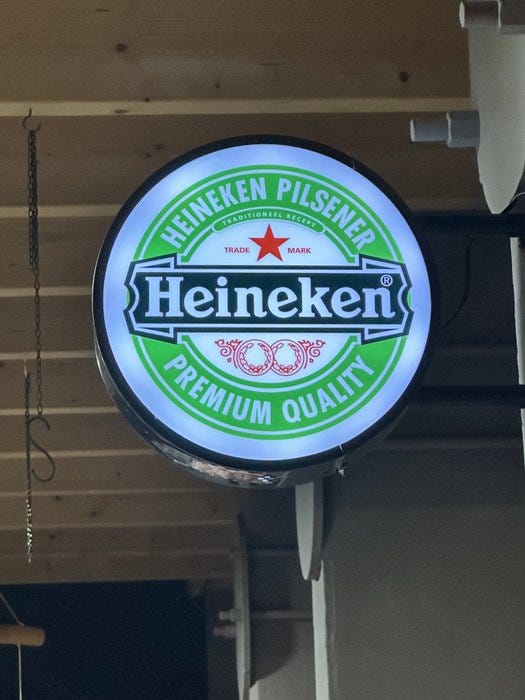 HEINEKEN PILSENER
TRADITIONEEL RECEPT
TRADE MARK
Heineken®
PREMIUM QUALITY